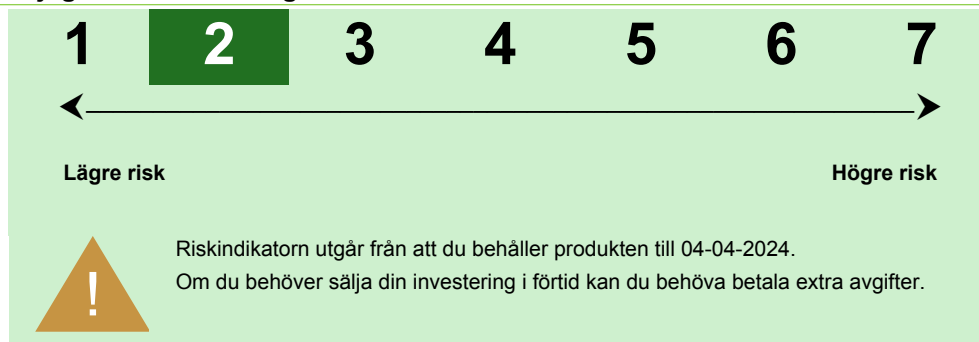 1 2 3 4 5 6 7
Lägre risk Högre risk
!
Riskindikatorn utgår från att du behåller produkten till 04-04-2024.
Om du behöver sälja din investering i förtid kan du behöva betala extra avgifter.